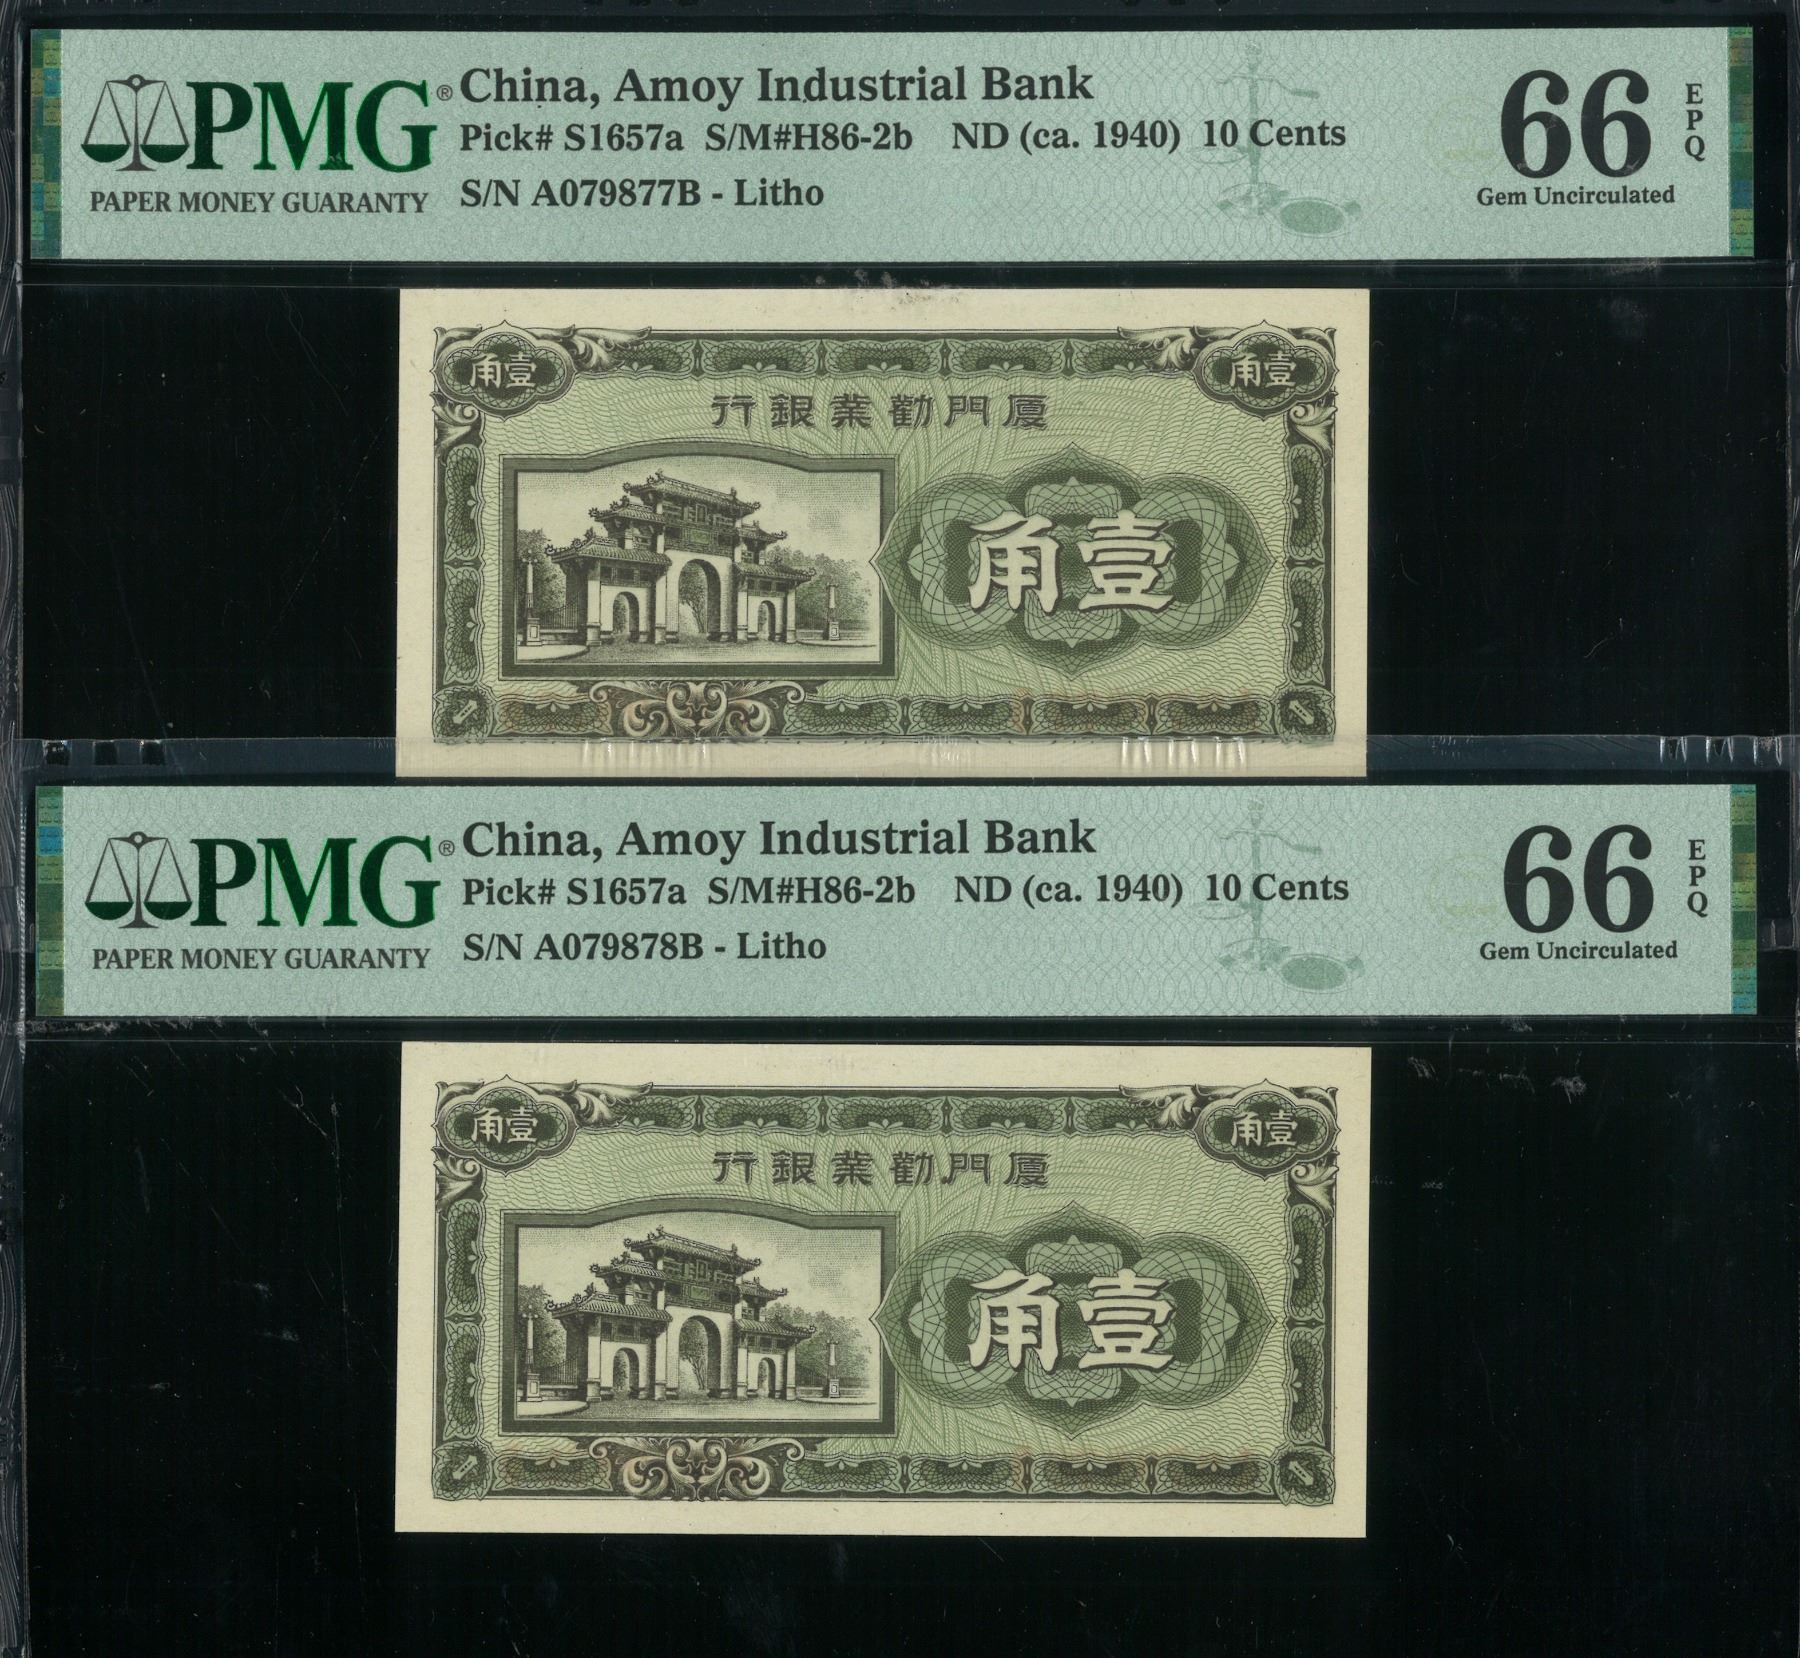 PMG®
PAPER MONEY GUARANTY
China, Amoy Industrial Bank
Pick# S1657a S/M#H86-2b ND (ca. 1940) 10 Cents
S/N A079877B - Litho
66 EPQ
Gem Uncirculated
角壹
角壹
行銀業勸門厦
角壹
PMG®
PAPER MONEY GUARANTY
China, Amoy Industrial Bank
Pick# S1657a S/M#H86-2b ND (ca. 1940) 10 Cents
S/N A079878B - Litho
66 EPQ
Gem Uncirculated
角壹
角壹
行銀業勸門厦
角壹